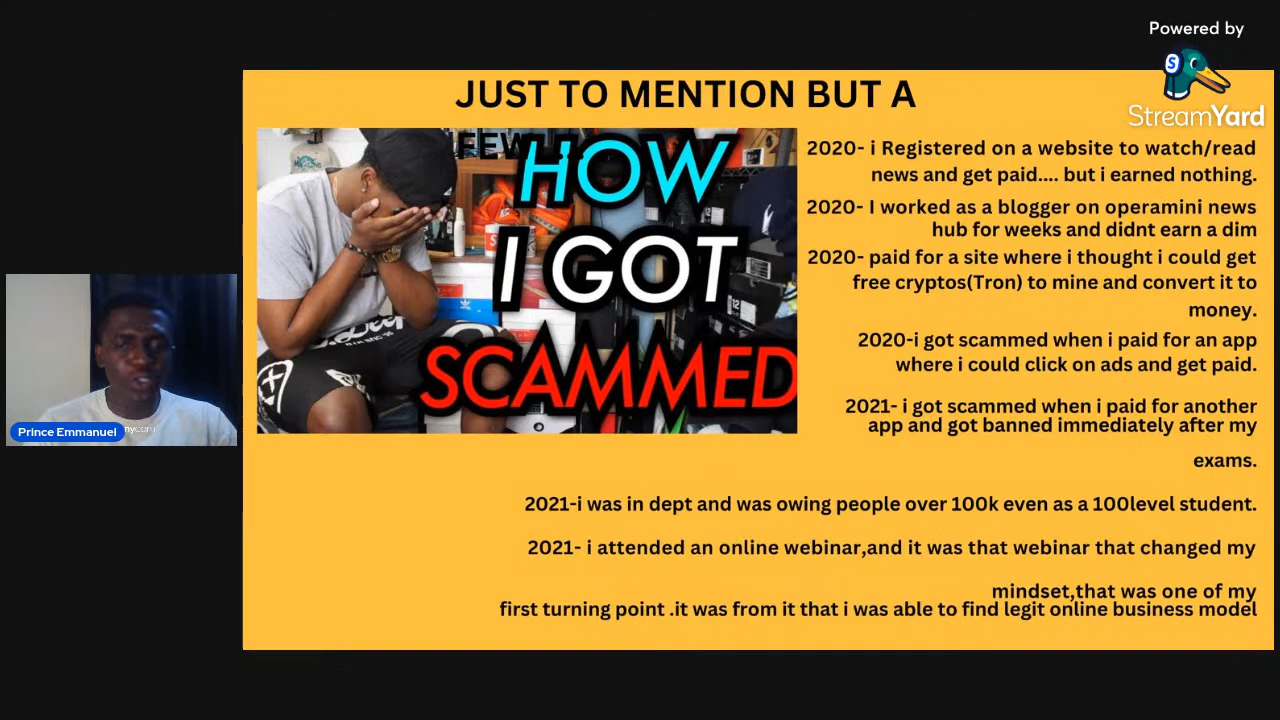 Powered by
StreamYard
JUST TO MENTION BUT A
FEW
HOW
I GOT
SCAMMED
2020- i Registered on a website to watch/read
news and get paid.... but i earned nothing.
2020- I worked as a blogger on operamini news
hub for weeks and didnt earn a dim
2020- paid for a site where i thought i could get
free cryptos(Tron) to mine and convert it to
money.
2020-i got scammed when i paid for an app
where i could click on ads and get paid.
2021- i got scammed when i paid for another
app and got banned immediately after my
exams.
2021-i was in dept and was owing people over 100k even as a 100level student.
2021- i attended an online webinar,and it was that webinar that changed my
mindset,that was one of my
first turning point .it was from it that i was able to find legit online business model
Prince Emmanuel